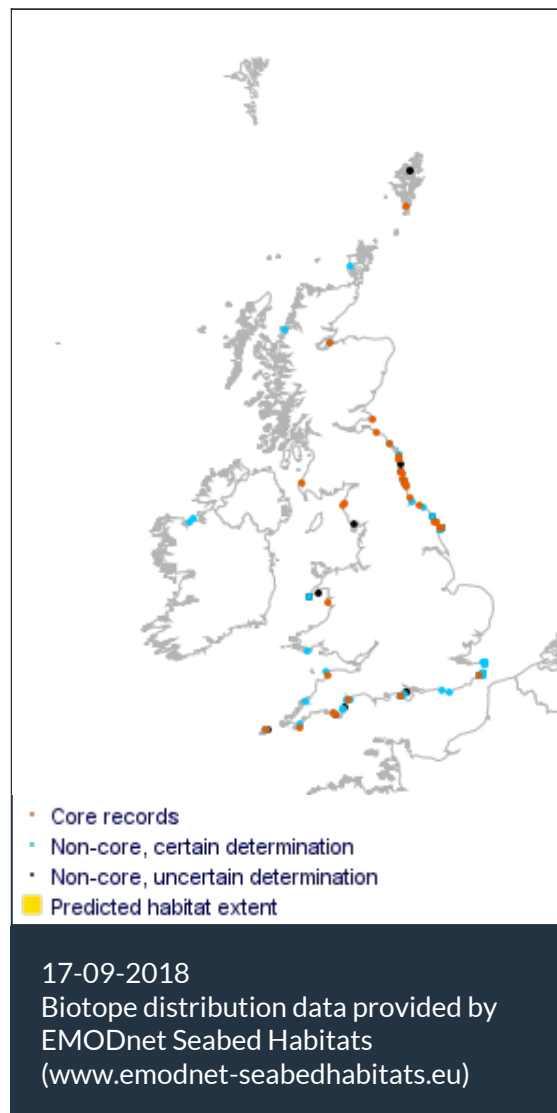 Core records
Non-core, certain determination
Non-core, uncertain determination
Predicted habitat extent
17-09-2018
Biotope distribution data provided by
EMODnet Seabed Habitats
(www.emodnet-seabedhabitats.eu)